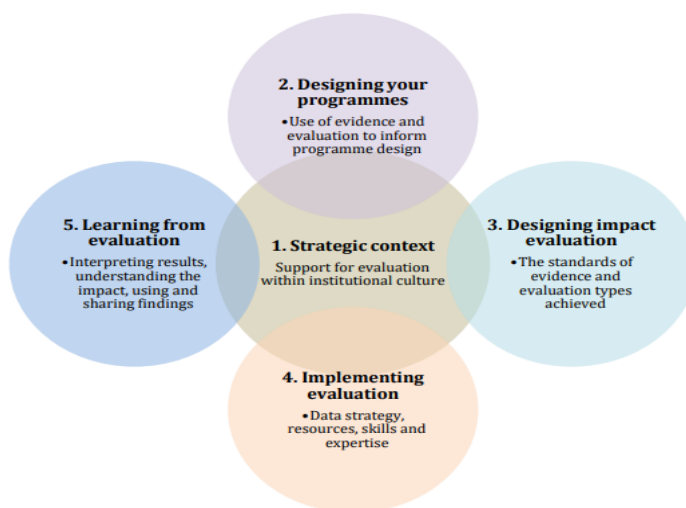 2. Designing your
programmes
•Use of evidence and
evaluation to inform
programme design
5. Learning from
evaluation
•Interpreting results,
understanding the
impact, using and
sharing findings
1. Strategic context
Support for evaluation
within institutional culture
3. Designing impact
evaluation
•The standards of
evidence and
evaluation types
achieved
4. Implementing
evaluation
•Data strategy,
resources, skills and
expertise